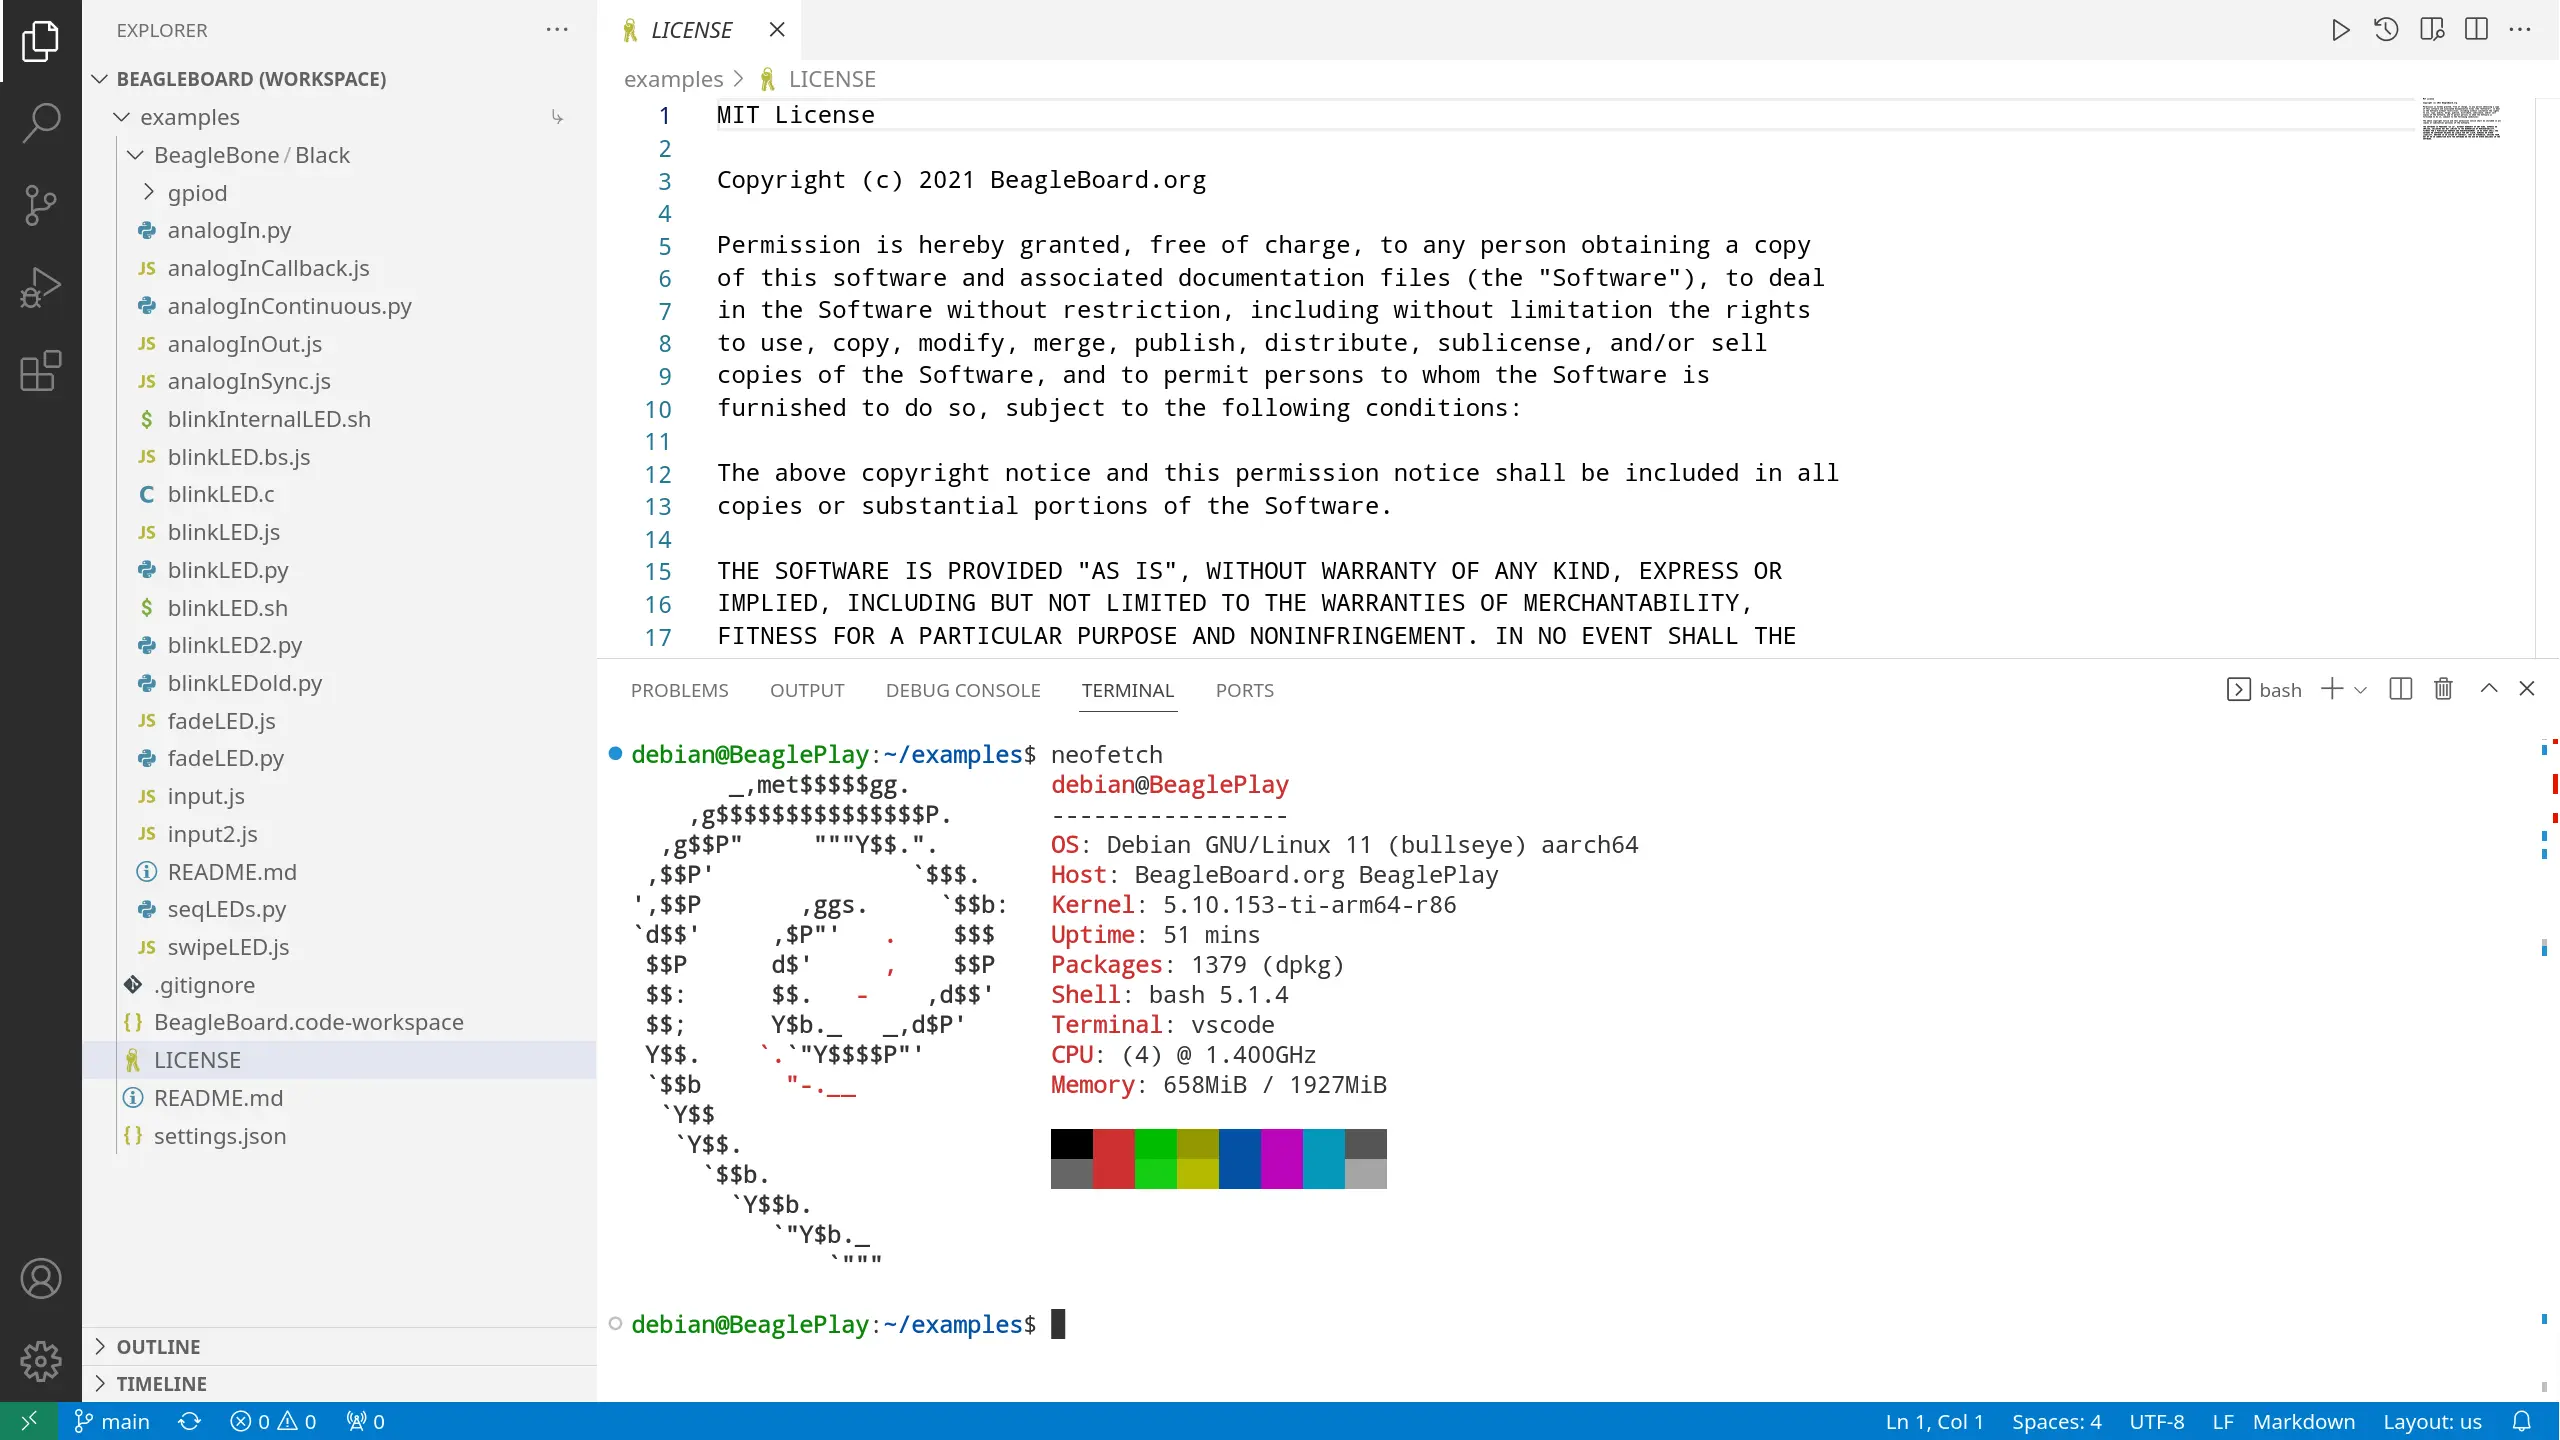 EXPLORER
BEAGLEBOARD (WORKSPACE)
examples
BeagleBone / Black
gpiod
analogIn.py
JS analogInCallback.js
analogInContinuous.py
JS analogInOut.js
JS analogInSync.js
$ blinkInternalLED.sh
JS blinkLED.bs.js
C blinkLED.c
JS blinkLED.js
blinkLED.py
$ blinkLED.sh
blinkLED2.py
blinkLEDold.py
JS fadeLED.js
fadeLED.py
JS input.js
JS input2.js
README.md
seqLEDs.py
JS swipeLED.js
.gitignore
{} BeagleBoard.code-workspace
LICENSE
README.md
{} settings.json
OUTLINE
TIMELINE
LICENSE
examples > LICENSE
1 MIT License
2
3 Copyright (c) 2021 BeagleBoard.org
4
5 Permission is hereby granted, free of charge, to any person obtaining a copy
6 of this software and associated documentation files (the "Software"), to deal
7 in the Software without restriction, including without limitation the rights
8 to use, copy, modify, merge, publish, distribute, sublicense, and/or sell
9 copies of the Software, and to permit persons to whom the Software is
10 furnished to do so, subject to the following conditions:
11
12 The above copyright notice and this permission notice shall be included in all
13 copies or substantial portions of the Software.
14
15 THE SOFTWARE IS PROVIDED "AS IS", WITHOUT WARRANTY OF ANY KIND, EXPRESS OR
16 IMPLIED, INCLUDING BUT NOT LIMITED TO THE WARRANTIES OF MERCHANTABILITY,
17 FITNESS FOR A PARTICULAR PURPOSE AND NONINFRINGEMENT. IN NO EVENT SHALL THE
PROBLEMS OUTPUT DEBUG CONSOLE TERMINAL PORTS bash
debian@BeaglePlay:~/examples$ neofetch
       _,met$$$$$gg.          debian@BeaglePlay
    ,g$$$$$$$$$$$$$$$P.       -----------------
  ,g$$P"     """Y$$.".        OS: Debian GNU/Linux 11 (bullseye) aarch64
 ,$$P'              `$$$.     Host: BeagleBoard.org BeaglePlay
',$$P       ,ggs.     `$$b:   Kernel: 5.10.153-ti-arm64-r86
`d$$'     ,$P"'   .    $$$    Uptime: 51 mins
 $$P      d$'     ,    $$P    Packages: 1379 (dpkg)
 $$:      $$.   -    ,d$$'    Shell: bash 5.1.4
 $$;      Y$b._   _,d$P'      Terminal: vscode
 Y$$.    `.`"Y$$$$P"'         CPU: (4) @ 1.400GHz
 `$$b      "-.__              Memory: 658MiB / 1927MiB
  `Y$$
   `Y$$.
     `$$b.
       `Y$$b.
          `"Y$b._
              `"""
debian@BeaglePlay:~/examples$
main 0 0 0 Ln 1, Col 1 Spaces: 4 UTF-8 LF Markdown Layout: us